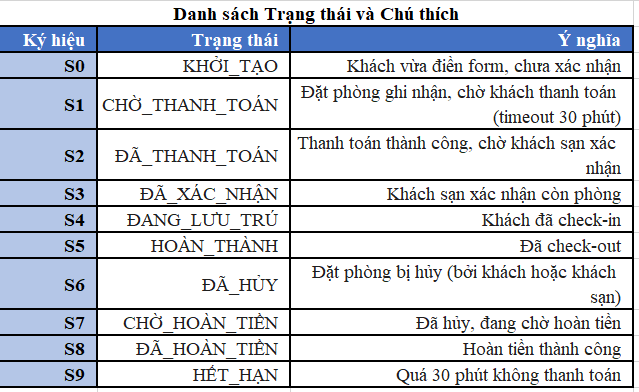 Danh sách Trạng thái và Chú thích
Ký hiệu Trạng thái Ý nghĩa
S0 KHỞI_TẠO Khách vừa điền form, chưa xác nhận
S1 CHỜ_THANH_TOÁN Đặt phòng ghi nhận, chờ khách thanh toán
(timeout 30 phút)
S2 ĐÃ_THANH_TOÁN Thanh toán thành công, chờ khách sạn xác
nhận
S3 ĐÃ_XÁC_NHẬN Khách sạn xác nhận còn phòng
S4 ĐANG_LƯU_TRÚ Khách đã check-in
S5 HOÀN_THÀNH Đã check-out
S6 ĐÃ_HỦY Đặt phòng bị hủy (bởi khách hoặc khách
sạn)
S7 CHỜ_HOÀN_TIỀN Đã hủy, đang chờ hoàn tiền
S8 ĐÃ_HOÀN_TIỀN Hoàn tiền thành công
S9 HẾT_HẠN Quá 30 phút không thanh toán